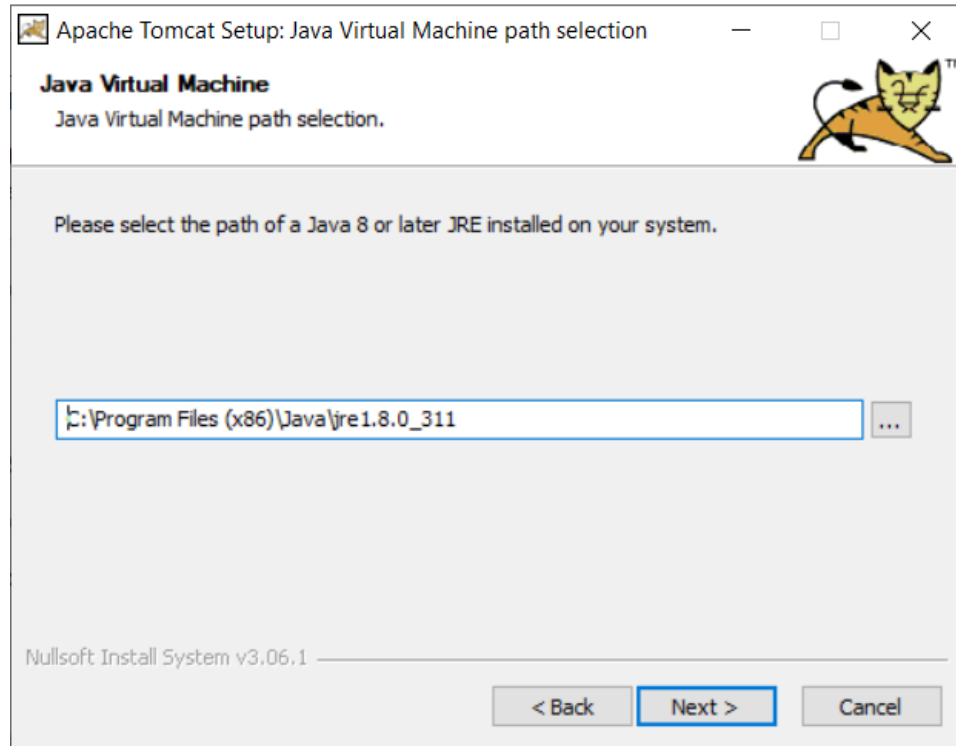 Apache Tomcat Setup: Java Virtual Machine path selection
Java Virtual Machine
Java Virtual Machine path selection.
TM
Please select the path of a Java 8 or later JRE installed on your system.
C:\Program Files (x86)\Java\jre1.8.0_311
...
Nullsoft Install System v3.06.1
< Back
Next >
Cancel